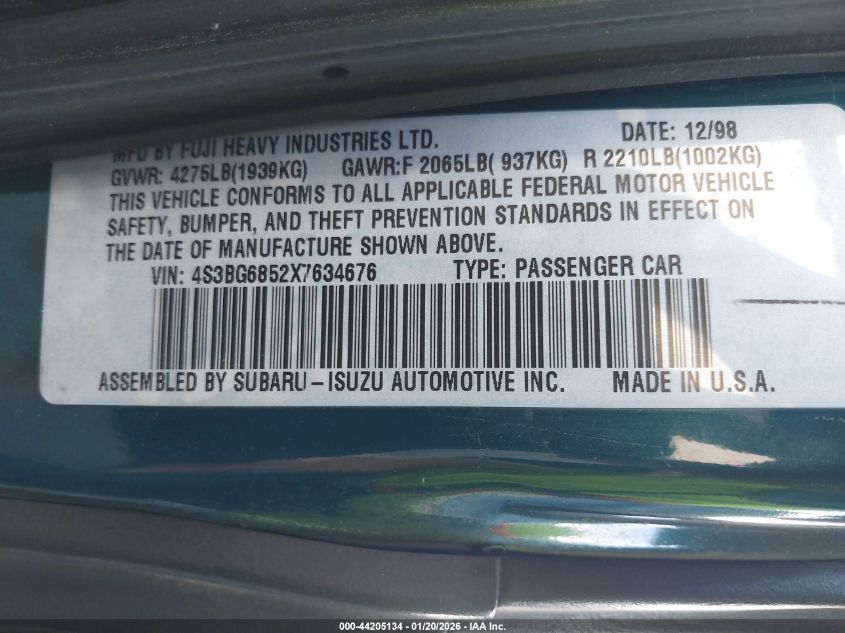 MFD BY FUJI HEAVY INDUSTRIES LTD. DATE: 12/98
GVWR: 4275LB(1939KG) GAWR:F 2065LB( 937KG) R 2210LB(1002KG)
THIS VEHICLE CONFORMS TO ALL APPLICABLE FEDERAL MOTOR VEHICLE
SAFETY, BUMPER, AND THEFT PREVENTION STANDARDS IN EFFECT ON
THE DATE OF MANUFACTURE SHOWN ABOVE.
VIN: 4S3BG6852X7634676 TYPE: PASSENGER CAR
ASSEMBLED BY SUBARU-ISUZU AUTOMOTIVE INC. MADE IN U.S.A.
000-44205134 - 01/20/2026 - IAA Inc.